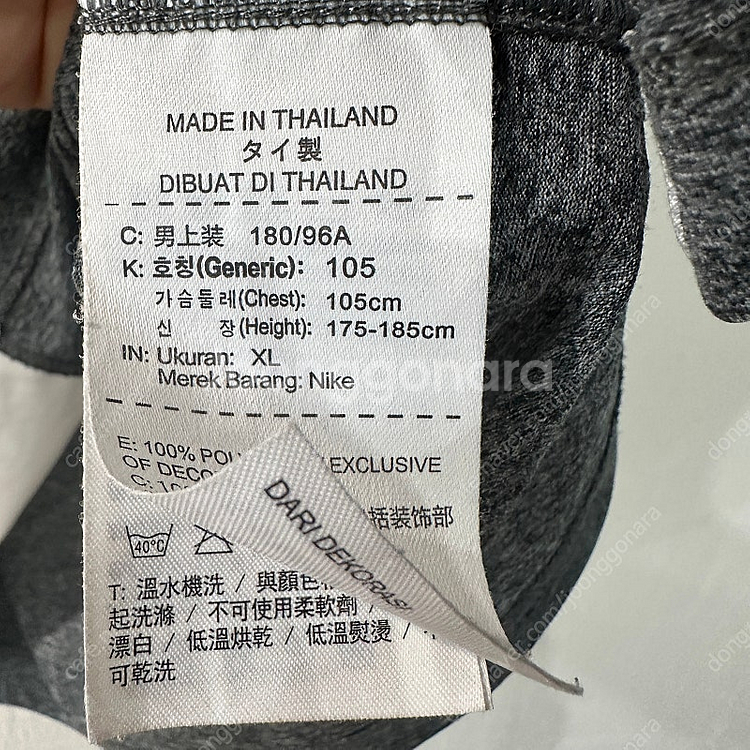 MADE IN THAILAND
タイ製
DIBUAT DI THAILAND
C: 男上装 180/96A
K: 호칭(Generic): 105
가슴둘레(Chest): 105cm
신 장(Height): 175-185cm
IN: Ukuran: XL
Merek Barang: Nike
E: 100% EXCLUSIVE
OF
DARI DEKORASI
括装饰部
40°C
T: 溫水機洗 / 與顏色
起洗滌 / 不可使用柔軟劑 /
漂白 / 低溫烘乾 / 低溫熨燙 /
可乾洗